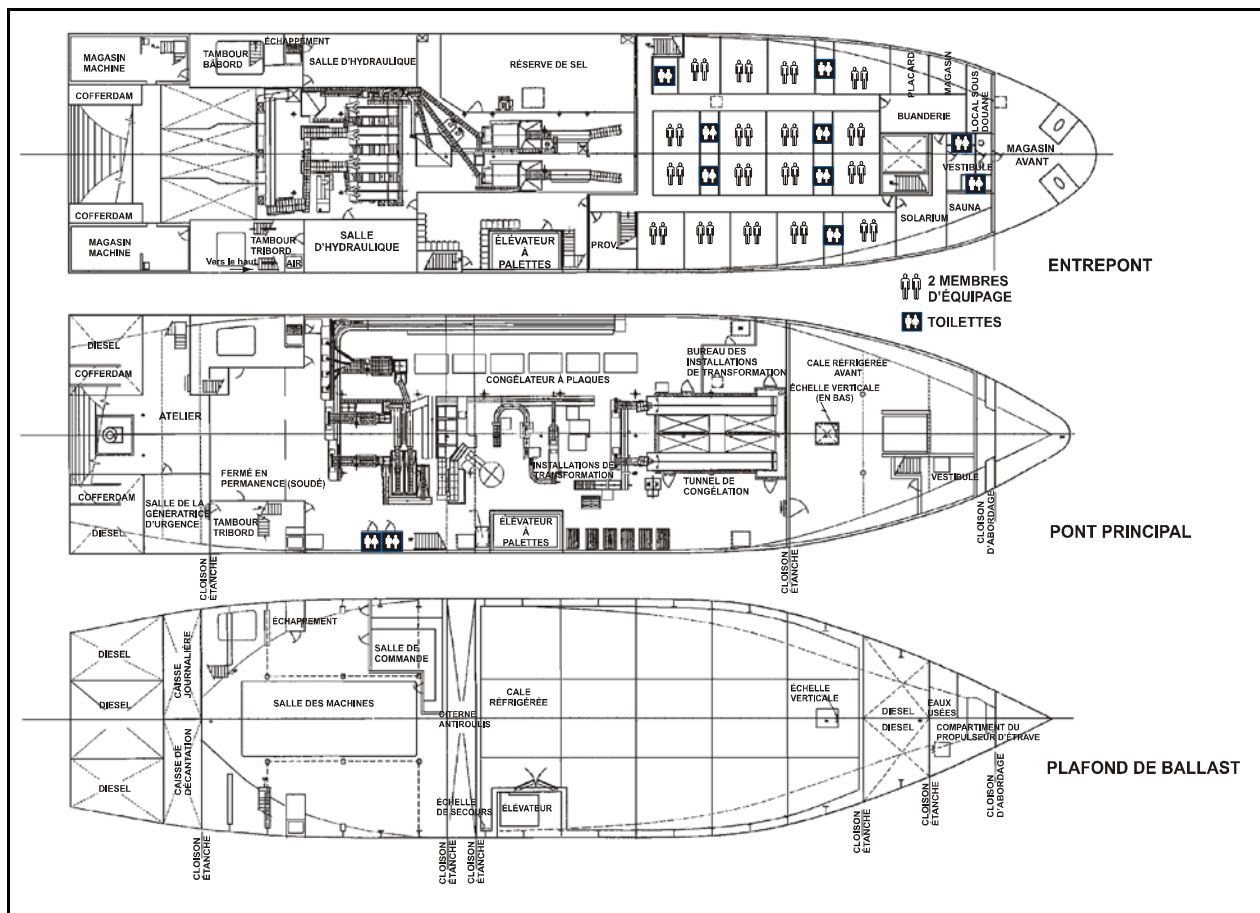 ÉCHAPPEMENT
MAGASIN
MACHINE
TAMBOUR
BÂBORD
SALLE D'HYDRAULIQUE
RÉSERVE DE SEL
PLACARD
MAGASIN
LOCAL SOUS
DOUANE
COFFERDAM
BUANDERIE
MAGASIN
AVANT
VESTIBULE
COFFERDAM
SAUNA
SOLARIUM
MAGASIN
MACHINE
TAMBOUR
TRIBORD
Vers le haut
AIR
SALLE
D'HYDRAULIQUE
ÉLÉVATEUR
À
PALETTES
PROV.
ENTREPONT
2 MEMBRES
D'ÉQUIPAGE
TOILETTES
DIESEL
COFFERDAM
ATELIER
CONGÉLATEUR À PLAQUES
BUREAU DES
INSTALLATIONS
DE TRANSFORMATION
CALE RÉFRIGÉRÉE
AVANT
ÉCHELLE VERTICALE
(EN BAS)
INSTALLATIONS DE
TRANSFORMATION
TUNNEL DE
CONGÉLATION
VESTIBULE
FERMÉ EN
PERMANENCE (SOUDÉ)
COFFERDAM
SALLE DE LA
GÉNÉRATRICE
D'URGENCE
TAMBOUR
TRIBORD
DIESEL
ÉLÉVATEUR
À
PALETTES
CLOISON
D'ABORDAGE
PONT PRINCIPAL
CLOISON
ÉTANCHE
CLOISON
ÉTANCHE
ÉCHAPPEMENT
DIESEL
CAISSE
JOURNALIÈRE
SALLE DE
COMMANDE
DIESEL
SALLE DES MACHINES
CITERNE
ANTIROULIS
CALE
RÉFRIGÉRÉE
ÉCHELLE
VERTICALE
DIESEL
DIESEL
EAUX
USÉES
COMPARTIMENT DU
PROPULSEUR D'ÉTRAVE
DIESEL
CAISSE DE
DÉCANTATION
DIESEL
ÉCHELLE
DE SECOURS
ÉLÉVATEUR
PLAFOND DE BALLAST
CLOISON
ÉTANCHE
CLOISON
ÉTANCHE
CLOISON
ÉTANCHE
CLOISON
ÉTANCHE
CLOISON
ÉTANCHE
CLOISON
D'ABORDAGE